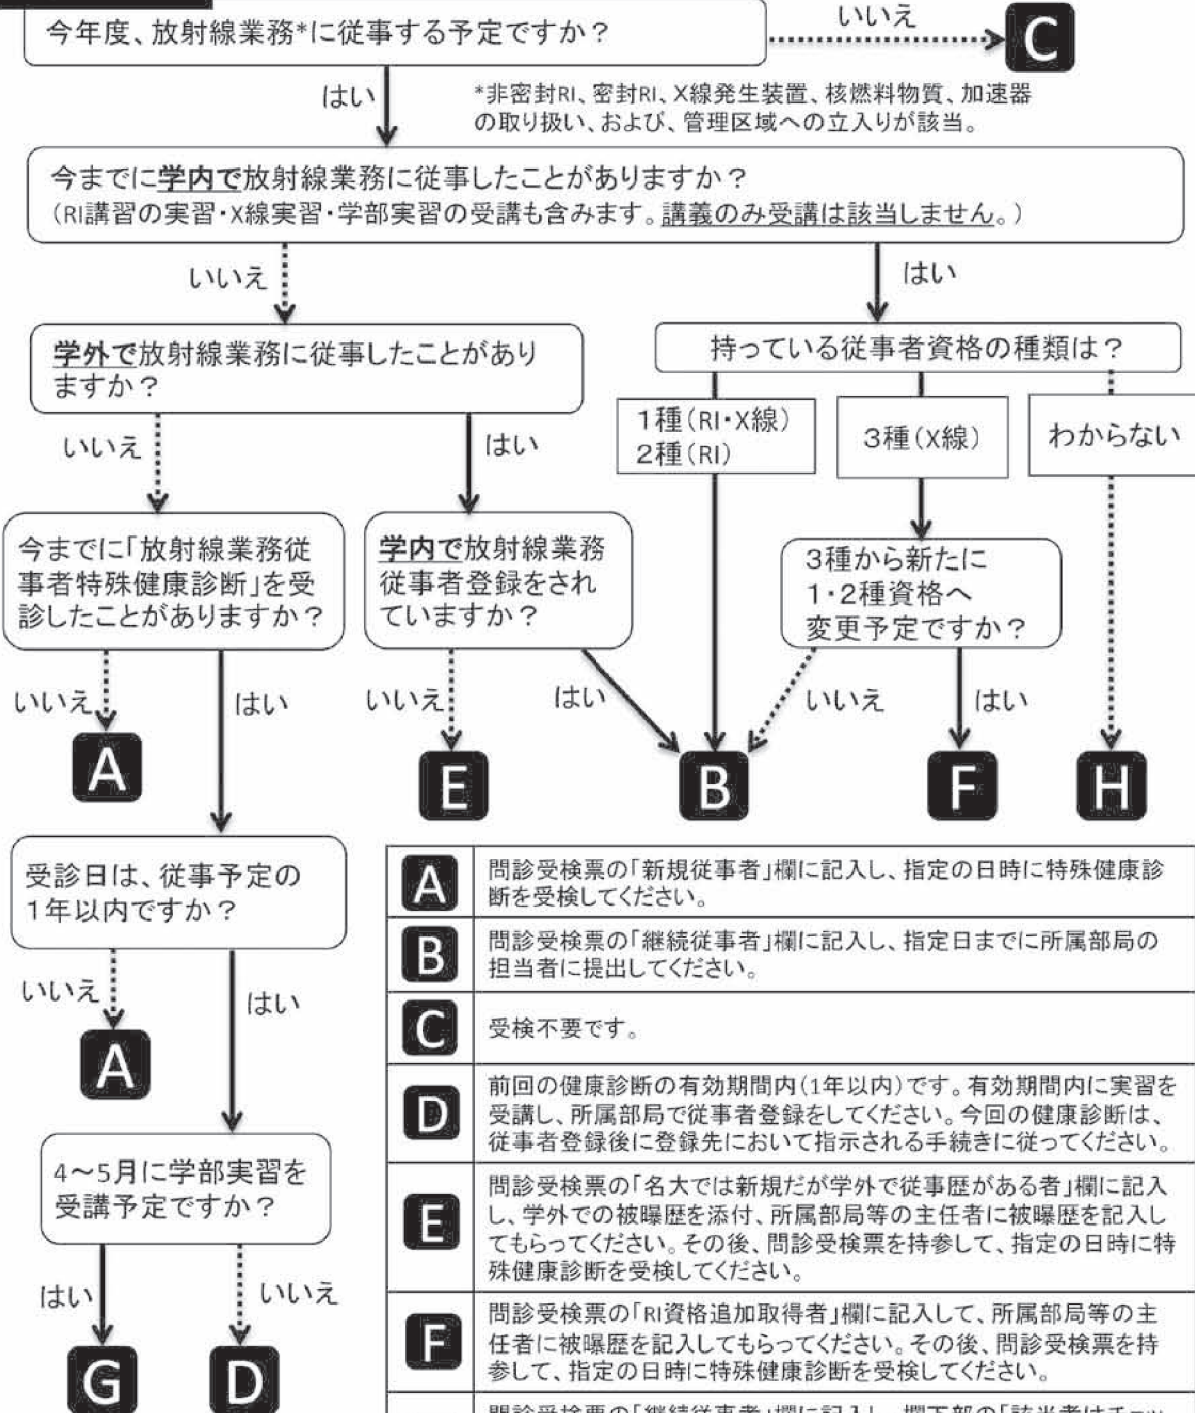 今年度、放射線業務*に従事する予定ですか？
いいえ
C
はい
*非密封RI、密封RI、X線発生装置、核燃料物質、加速器
の取り扱い、および、管理区域への立入りが該当。
今までに学内で放射線業務に従事したことがありますか？
（RI講習の実習・X線実習・学部実習の受講も含みます。講義のみ受講は該当しません。）
いいえ
はい
学外で放射線業務に従事したことがあり
ますか？
持っている従事者資格の種類は？
いいえ
はい
1種（RI・X線）
2種（RI）
3種（X線）
わからない
今までに「放射線業務従
事者特殊健康診断」を受
診したことがありますか？
学内で放射線業務
従事者登録をされ
ていますか？
3種から新たに
1・2種資格へ
変更予定ですか？
いいえ
はい
いいえ
はい
いいえ
はい
A
E
B
F
H
受診日は、従事予定の
1年以内ですか？
いいえ
はい
A
4～5月に学部実習を
受講予定ですか？
はい
いいえ
G
D
A
問診受検票の「新規従事者」欄に記入し、指定の日時に特殊健康診
断を受検してください。
B
問診受検票の「継続従事者」欄に記入し、指定日までに所属部局の
担当者に提出してください。
C
受検不要です。
D
前回の健康診断の有効期間内（1年以内）です。有効期間内に実習を
受講し、所属部局で従事者登録をしてください。今回の健康診断は、
従事者登録後に登録先において指示される手続きに従ってください。
E
問診受検票の「名大では新規だが学外で従事歴がある者」欄に記入
し、学外での被曝歴を添付、所属部局等の主任者に被曝歴を記入し
てもらってください。その後、問診受検票を持参して、指定の日時に特
殊健康診断を受検してください。
F
問診受検票の「RI資格追加取得者」欄に記入して、所属部局等の主
任者に被曝歴を記入してもらってください。その後、問診受検票を持
参して、指定の日時に特殊健康診断を受検してください。
問診受検票の「継続従事者」欄に記入し、欄下部の「該当者はチェッ